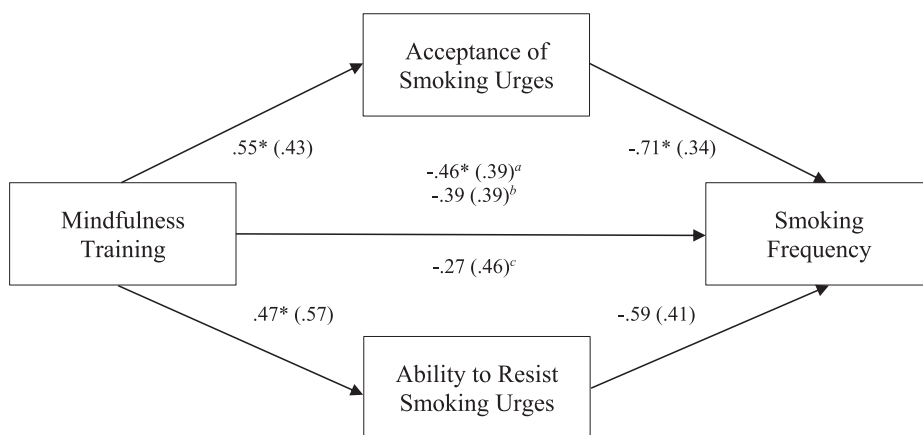 Acceptance of
Smoking Urges
.55* (.43)
-.71* (.34)
-.46* (.39)ᵃ
-.39 (.39)ᵇ
Mindfulness
Training
Smoking
Frequency
-.27 (.46)ᶜ
.47* (.57)
-.59 (.41)
Ability to Resist
Smoking Urges